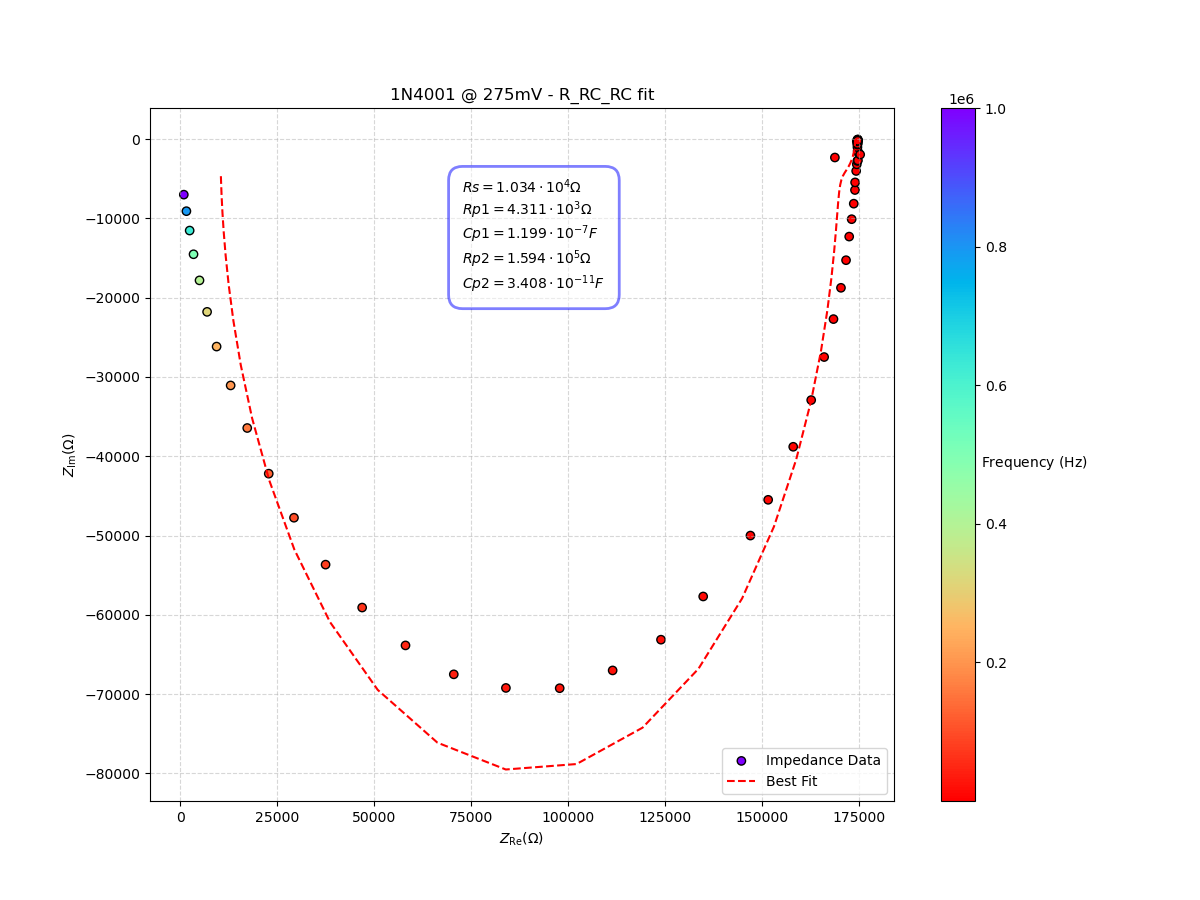 1N4001 @ 275mV - R_RC_RC fit
1e6
1.0
0.8
0.6
0.4
0.2
Frequency (Hz)
0
−10000
−20000
−30000
−40000
−50000
−60000
−70000
−80000
Z_Im(Ω)
Rs = 1.034 · 10⁴Ω
Rp1 = 4.311 · 10³Ω
Cp1 = 1.199 · 10⁻⁷F
Rp2 = 1.594 · 10⁵Ω
Cp2 = 3.408 · 10⁻¹¹F
Impedance Data
Best Fit
0 25000 50000 75000 100000 125000 150000 175000
Z_Re(Ω)